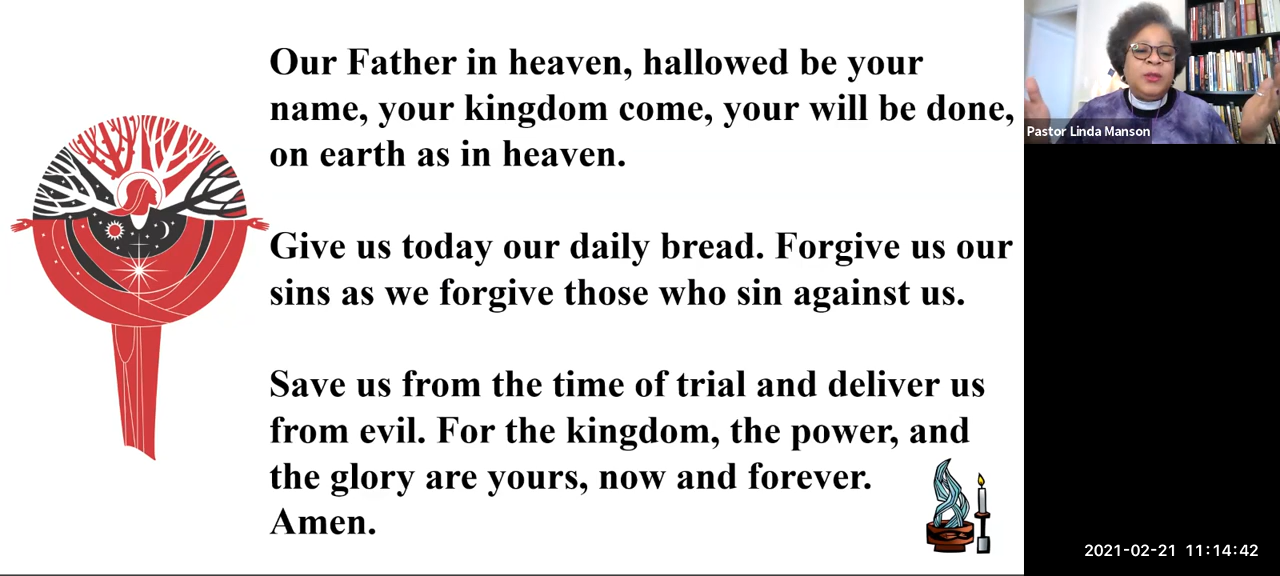 Our Father in heaven, hallowed be your
name, your kingdom come, your will be done,
on earth as in heaven.
Give us today our daily bread. Forgive us our
sins as we forgive those who sin against us.
Save us from the time of trial and deliver us
from evil. For the kingdom, the power, and
the glory are yours, now and forever.
Amen.
Pastor Linda Manson
2021-02-21 11:14:42